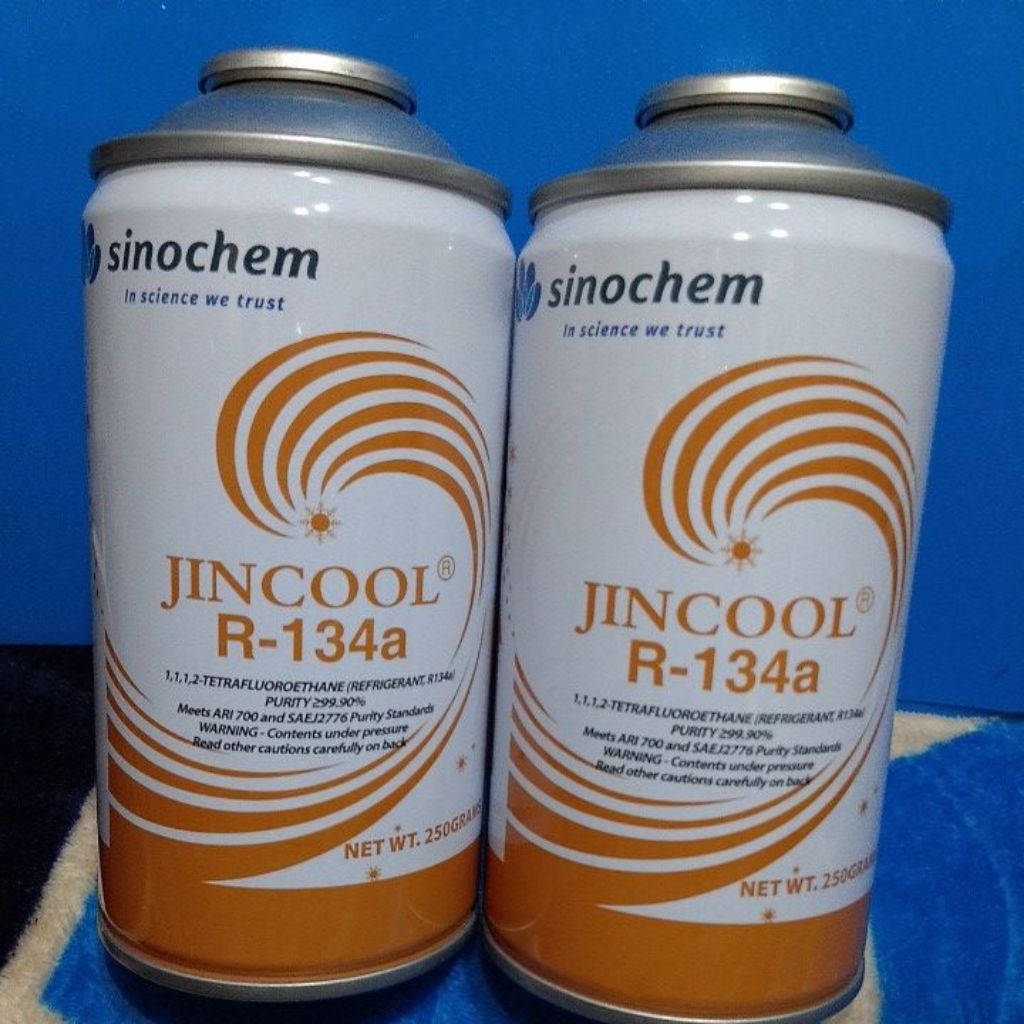 sinochem
In science we trust
JINCOOL®
R-134a
1,1,1,2-TETRAFLUOROETHANE (REFRIGERANT, R134a)
PURITY ≥99.90%
Meets ARI 700 and SAEJ2776 Purity Standards
WARNING - Contents under pressure
Read other cautions carefully on back
NET WT. 250GRAMS
sinochem
In science we trust
JINCOOL®
R-134a
1,1,1,2-TETRAFLUOROETHANE (REFRIGERANT, R134a)
PURITY ≥99.90%
Meets ARI 700 and SAEJ2776 Purity Standards
WARNING - Contents under pressure
Read other cautions carefully on back
NET WT. 250GRA